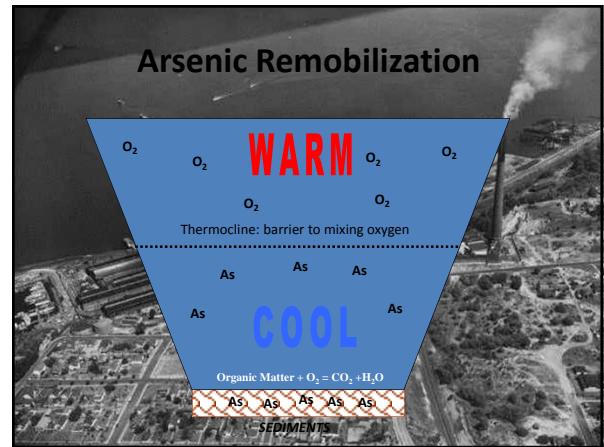 Arsenic Remobilization
O₂ O₂ WARM O₂ O₂
O₂ O₂
Thermocline: barrier to mixing oxygen
As As As
As As
COOL
Organic Matter + O₂ = CO₂ +H₂O
As As As As As
SEDIMENTS